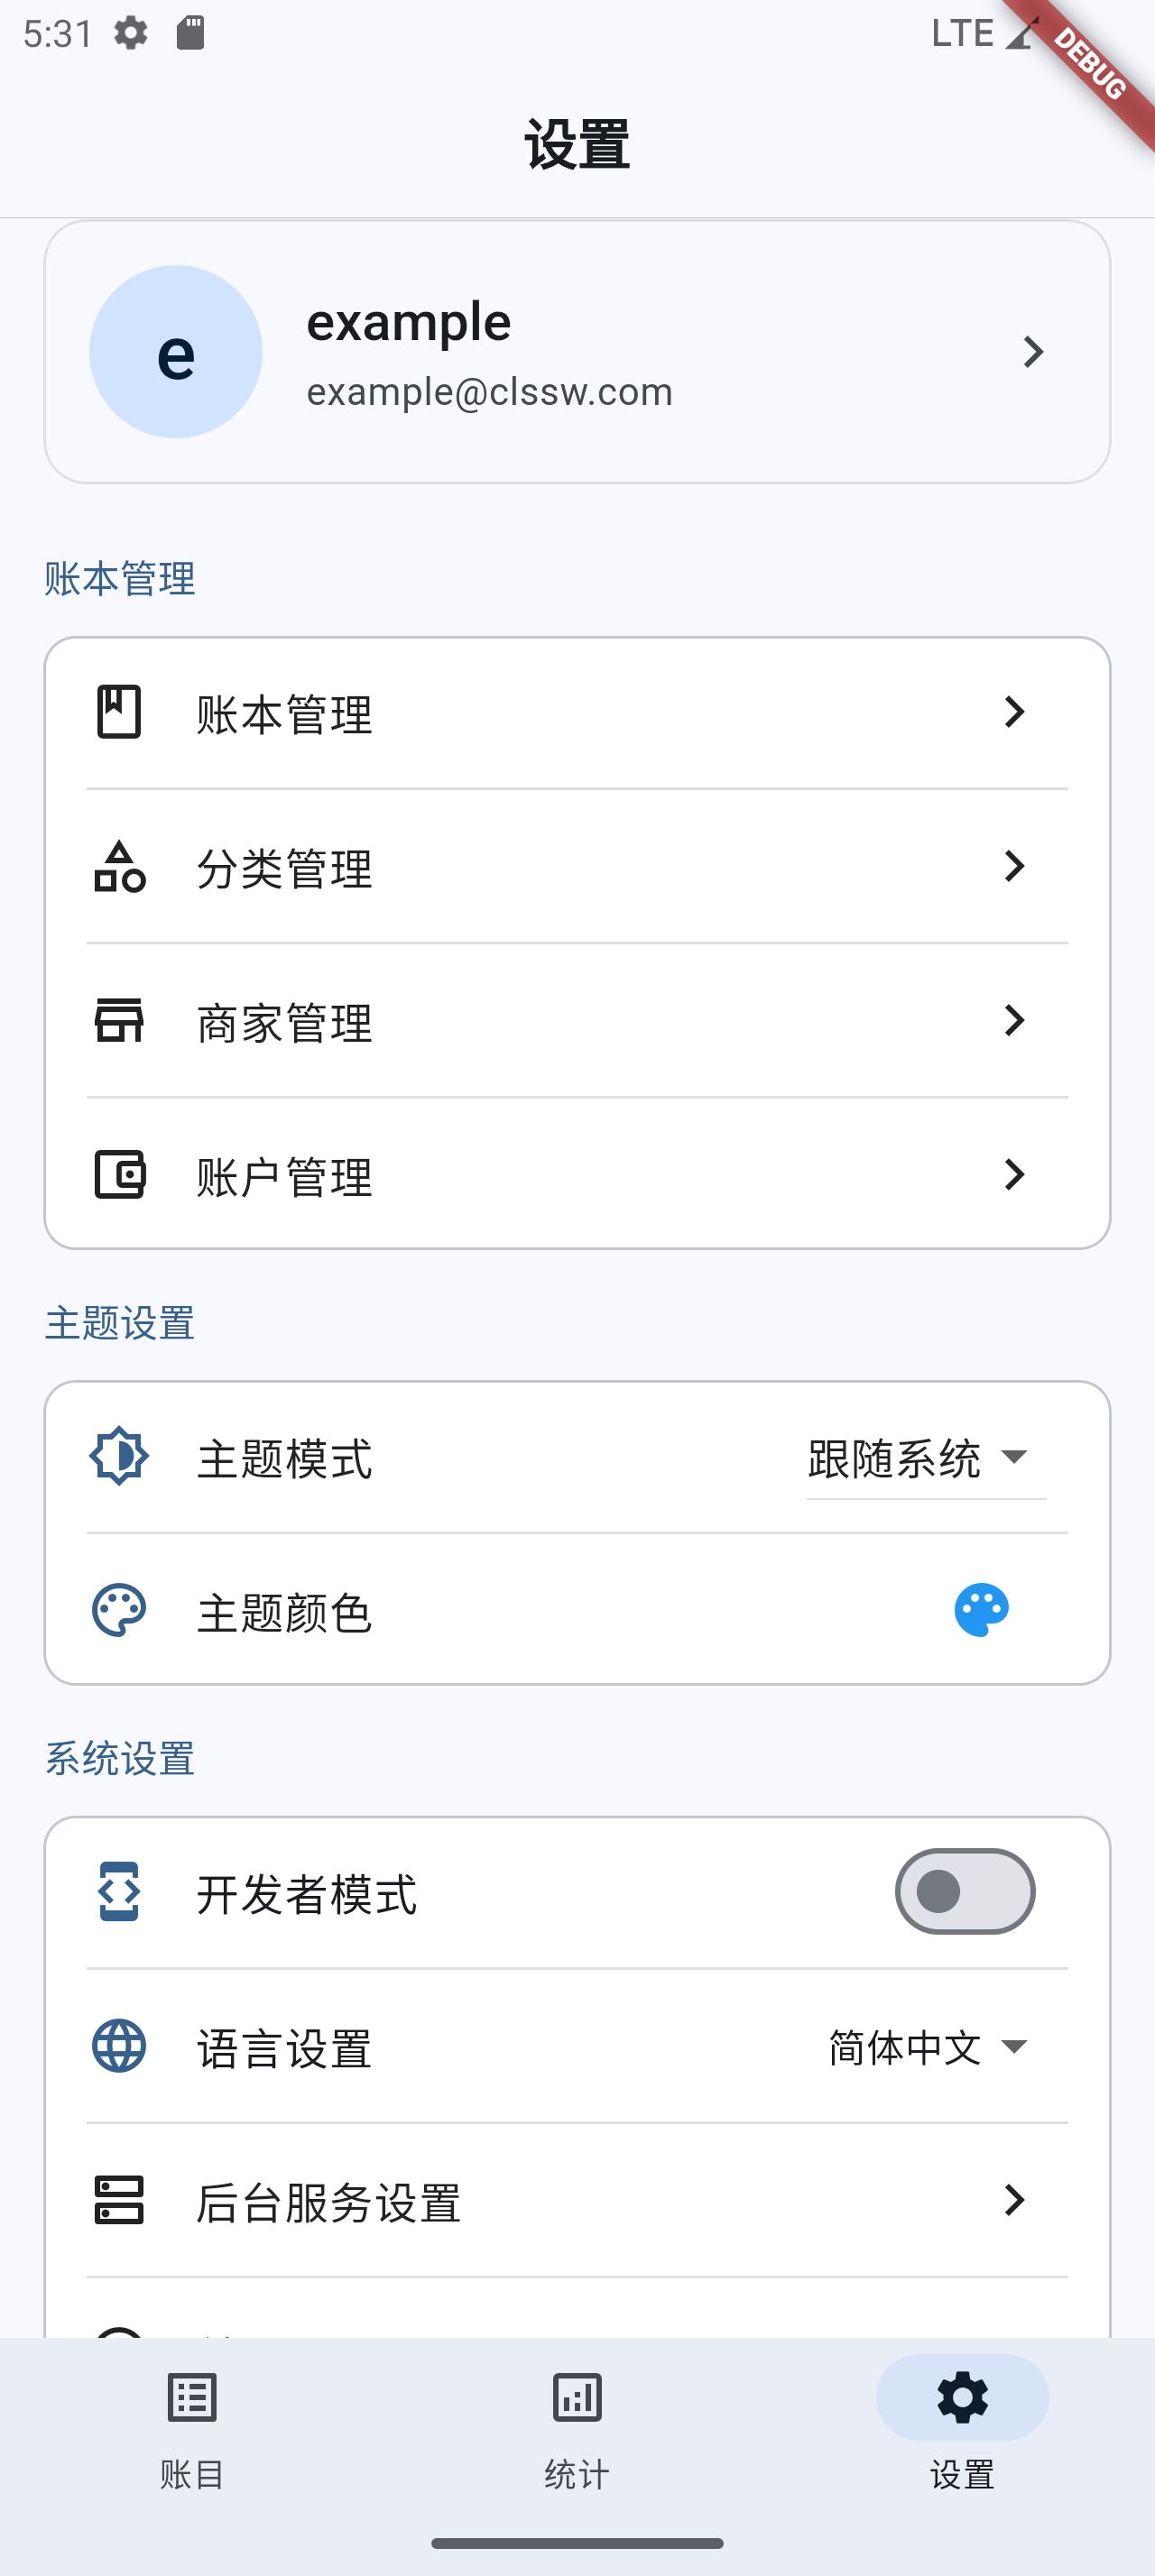 5:31
LTE
DEBUG
设置
e
example
example@clssw.com
账本管理
账本管理
分类管理
商家管理
账户管理
主题设置
主题模式
跟随系统
主题颜色
系统设置
开发者模式
语言设置
简体中文
后台服务设置
账目
统计
设置